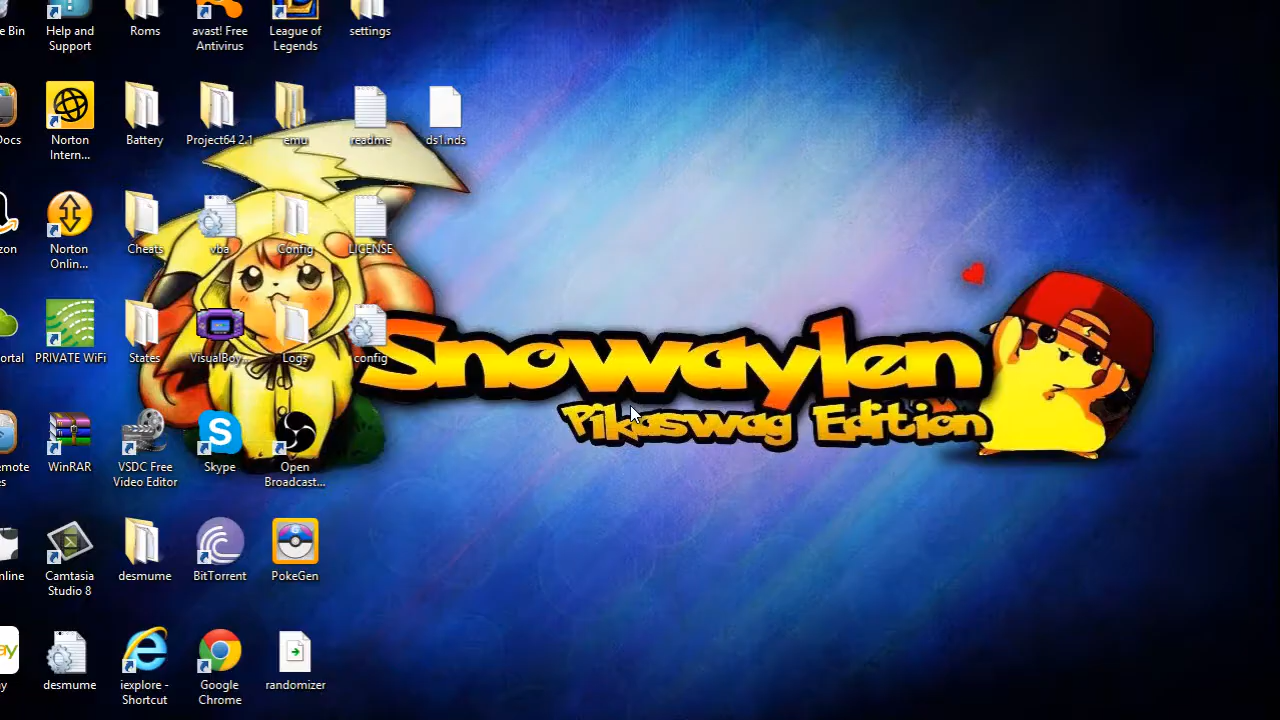 e Bin
Help and
Support
Roms
avast! Free
Antivirus
League of
Legends
settings
Docs
Norton
Intern...
Battery
Project64 2.1
emu
readme
ds1.nds
zon
Norton
Onlin...
Cheats
vba
Config
LICENSE
ortal
PRIVATE WiFi
States
VisualBoy...
Logs
config
Snowaylen
Pikaswag Edition
emote
es
WinRAR
VSDC Free
Video Editor
Skype
Open
Broadcast...
nline
Camtasia
Studio 8
desmume
BitTorrent
PokeGen
ay
y
desmume
iexplore -
Shortcut
Google
Chrome
randomizer